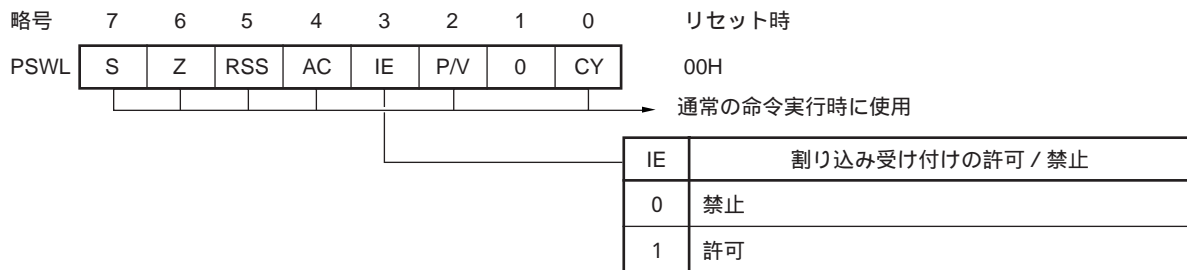 略号 7 6 5 4 3 2 1 0 リセット時
PSWL S Z RSS AC IE P/V 0 CY 00H
通常の命令実行時に使用
IE 割り込み受け付けの許可 / 禁止
0 禁止
1 許可